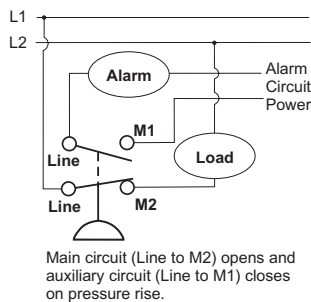 L1
L2
Alarm
Alarm
Circuit
Power
M1
Line
Load
Line
M2
Main circuit (Line to M2) opens and
auxiliary circuit (Line to M1) closes
on pressure rise.